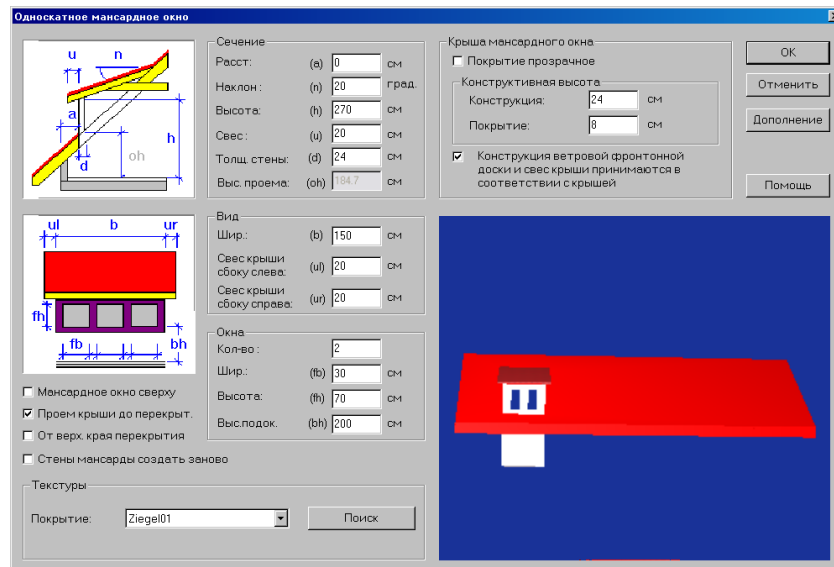 Односкатное мансардное окно
u n
a
h
oh
d
Сечение
Расст: (a) 0 см
Наклон: (n) 20 град.
Высота: (h) 270 см
Свес: (u) 20 см
Толщ. стены: (d) 24 см
Выс. проема: (oh) 184.7 см
Крыша мансардного окна
Покрытие прозрачное
Конструктивная высота
Конструкция: 24 см
Покрытие: 8 см
Конструкция ветровой фронтонной
доски и свес крыши принимаются в
соответствии с крышей
OK
Отменить
Дополнение
Помощь
ul b ur
fh
fb bh
Вид
Шир.: (b) 150 см
Свес крыши
сбоку слева: (ul) 20 см
Свес крыши
сбоку справа: (ur) 20 см
Окна
Кол-во : 2
Шир.: (fb) 30 см
Высота: (fh) 70 см
Выс.подок. (bh) 200 см
Мансардное окно сверху
Проем крыши до перекрыт.
От верх. края перекрытия
Стены мансарды создать заново
Текстуры
Покрытие: Ziegel01 Поиск